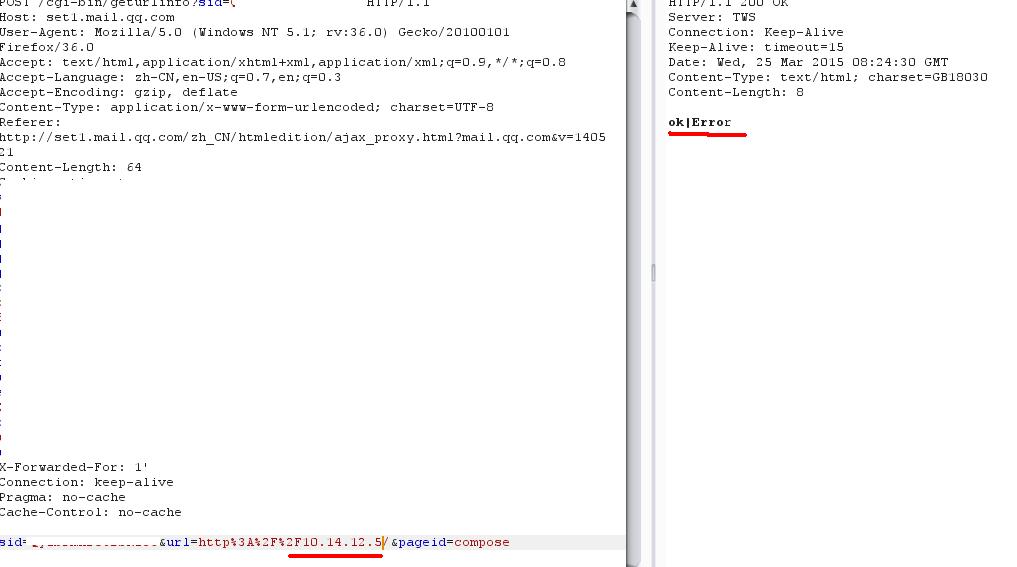 POST /cgi-bin/geturlinfo?sid= HTTP/1.1
Host: set1.mail.qq.com
User-Agent: Mozilla/5.0 (Windows NT 5.1; rv:36.0) Gecko/20100101
Firefox/36.0
Accept: text/html,application/xhtml+xml,application/xml;q=0.9,*/*;q=0.8
Accept-Language: zh-CN,en-US;q=0.7,en;q=0.3
Accept-Encoding: gzip, deflate
Content-Type: application/x-www-form-urlencoded; charset=UTF-8
Referer:
http://set1.mail.qq.com/zh_CN/htmledition/ajax_proxy.html?mail.qq.com&v=1405
21
Content-Length: 64
X-Forwarded-For: 1'
Connection: keep-alive
Pragma: no-cache
Cache-Control: no-cache
sid= &url=http%3A%2F%2F10.14.12.5/&pageid=compose
HTTP/1.1 200 OK
Server: TWS
Connection: Keep-Alive
Keep-Alive: timeout=15
Date: Wed, 25 Mar 2015 08:24:30 GMT
Content-Type: text/html; charset=GB18030
Content-Length: 8
ok|Error